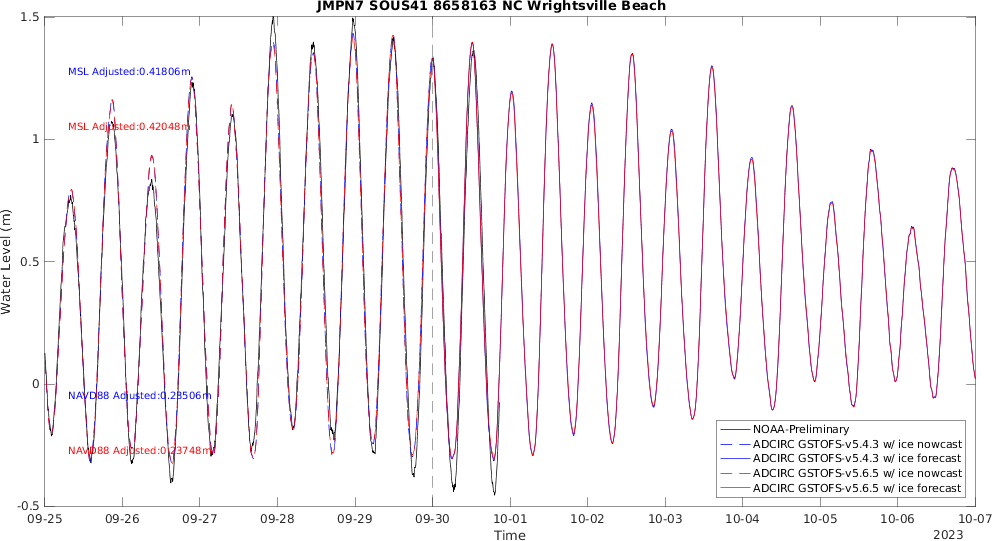 JMPN7 SOUS41 8658163 NC Wrightsville Beach
1.5
MSL Adjusted:0.41806m
MSL Adjusted:0.42048m
1
Water Level (m)
0.5
0
NAVD88 Adjusted:0.23506m
NAVD88 Adjusted:0.23748m
NOAA-Preliminary
ADCIRC GSTOFS-v5.4.3 w/ ice nowcast
ADCIRC GSTOFS-v5.4.3 w/ ice forecast
ADCIRC GSTOFS-v5.6.5 w/ ice nowcast
ADCIRC GSTOFS-v5.6.5 w/ ice forecast
-0.5
09-25 09-26 09-27 09-28 09-29 09-30 10-01 10-02 10-03 10-04 10-05 10-06 10-07
Time
2023